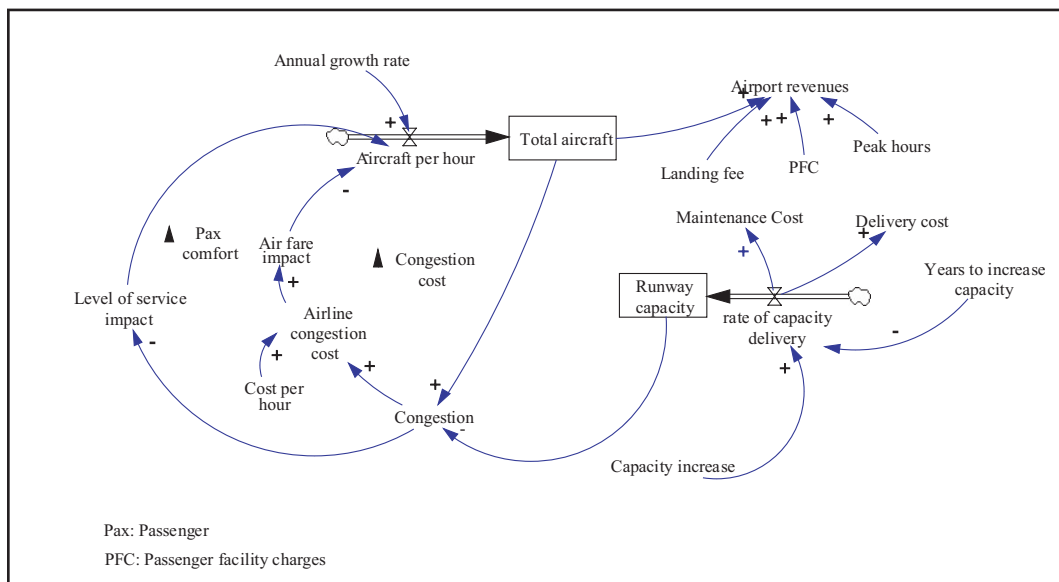 Annual growth rate
Airport revenues
+
+
+
+
+
Total aircraft
Aircraft per hour
Peak hours
PFC
Landing fee
-
Maintenance Cost
Delivery cost
+
+
Pax
comfort
Air fare
impact
Congestion
cost
Years to increase
capacity
Level of service
impact
+
Runway
capacity
rate of capacity
delivery
Airline
congestion
cost
-
-
+
+
+
Cost per
hour
+
Congestion
-
Capacity increase
Pax: Passenger
PFC: Passenger facility charges